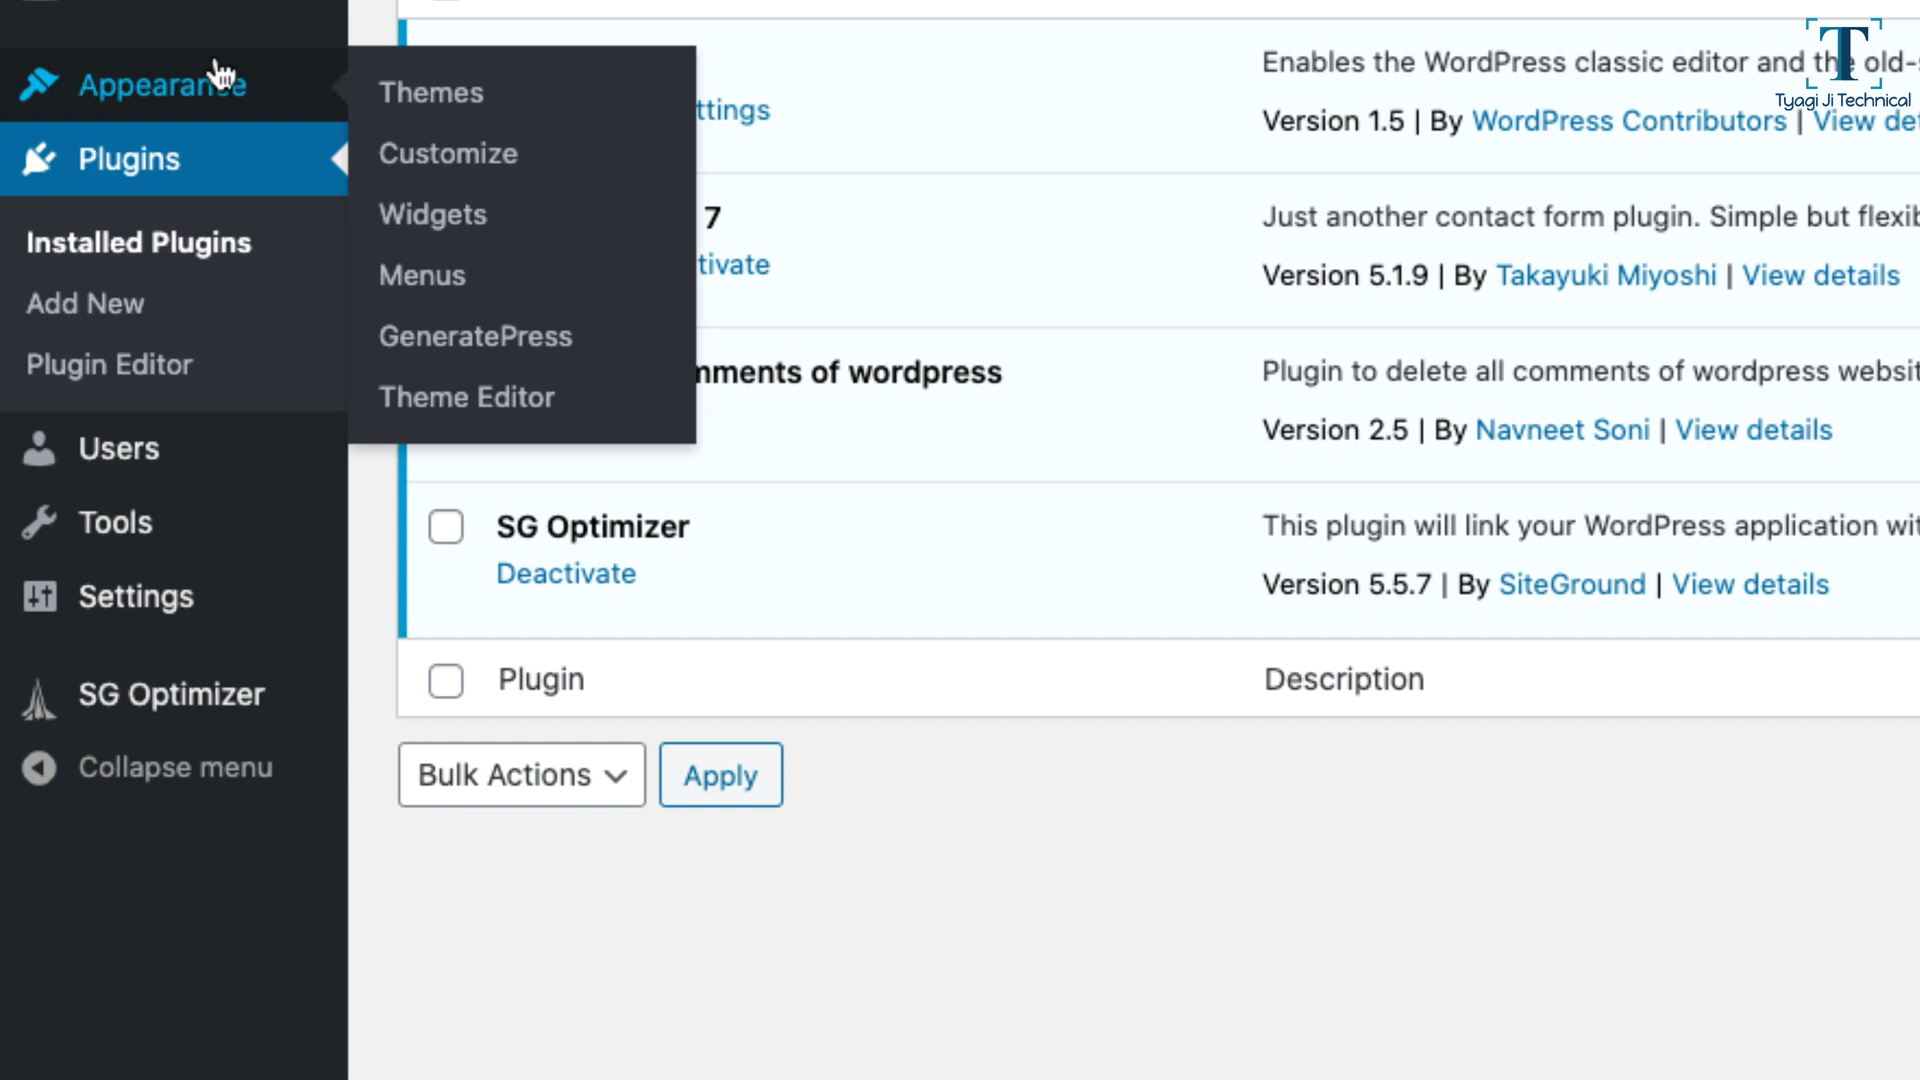 Appearance
Plugins
Installed Plugins
Add New
Plugin Editor
Users
Tools
Settings
SG Optimizer
Collapse menu
Themes
Customize
Widgets
Menus
GeneratePress
Theme Editor
ttings
Enables the WordPress classic editor and the old-
Version 1.5 | By WordPress Contributors | View det
7
tivate
Just another contact form plugin. Simple but flexib
Version 5.1.9 | By Takayuki Miyoshi | View details
mments of wordpress
Plugin to delete all comments of wordpress websit
Version 2.5 | By Navneet Soni | View details
SG Optimizer
Deactivate
This plugin will link your WordPress application wit
Version 5.5.7 | By SiteGround | View details
Plugin
Description
Bulk Actions
Apply
T
Tyagi Ji Technical